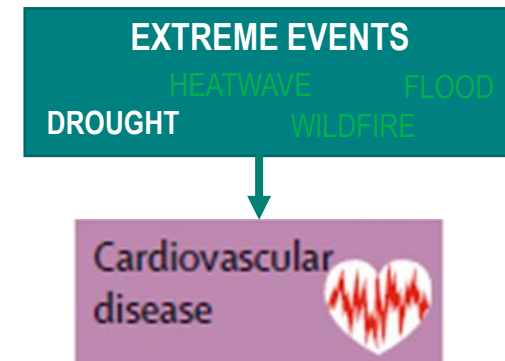 EXTREME EVENTS
HEATWAVE FLOOD
DROUGHT WILDFIRE
Cardiovascular
disease